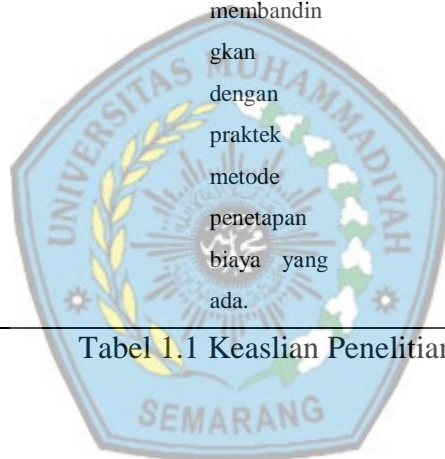 membandin
gkan
dengan
praktek
metode
penetapan
biaya yang
ada.
Tabel 1.1 Keaslian Penelitian
UNIVERSITAS MUHAMMADIYAH
SEMARANG